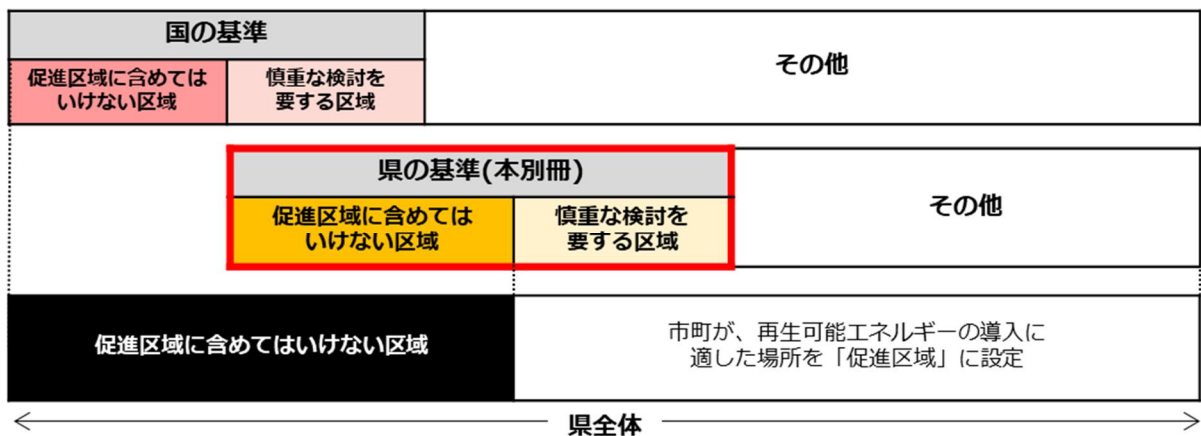 国の基準
促進区域に含めては
いけない区域
慎重な検討を
要する区域
その他
県の基準(本別冊)
促進区域に含めては
いけない区域
慎重な検討を
要する区域
その他
促進区域に含めてはいけない区域
市町が、再生可能エネルギーの導入に
適した場所を「促進区域」に設定
県全体